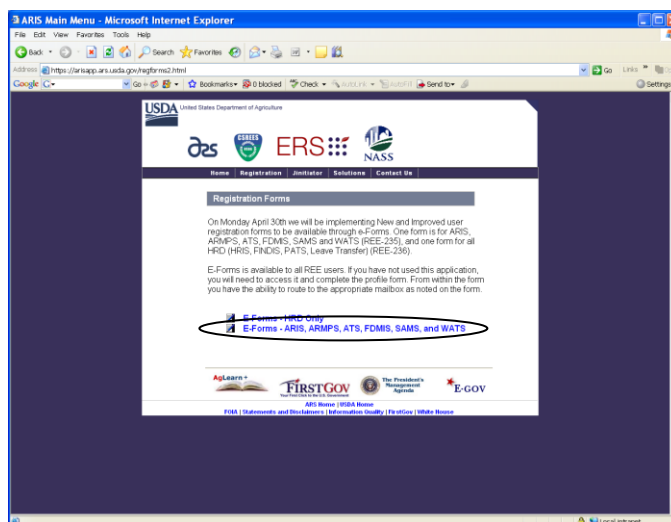 ARIS Main Menu - Microsoft Internet Explorer
File Edit View Favorites Tools Help
Back Search Favorites
Address https://arisapp.ars.usda.gov/regforms2.html Go Links
Google G Go Bookmarks 0 blocked Check AutoLink AutoFill Send to Settings
USDA United States Department of Agriculture
ars CSREES ERS NASS
Home Registration Jinitiator Solutions Contact Us
Registration Forms
On Monday April 30th we will be implementing New and Improved user
registration forms to be available through e-Forms. One form is for ARIS,
ARMPS, ATS, FDMIS, SAMS and WATS (REE-235), and one form for all
HRD (HRIS, FINDIS, PATS, Leave Transfer) (REE-236).
E-Forms is available to all REE users. If you have not used this application,
you will need to access it and complete the profile form. From within the form
you have the ability to route to the appropriate mailbox as noted on the form.
E-Forms - HRD Only
E-Forms - ARIS, ARMPS, ATS, FDMIS, SAMS, and WATS
AgLearn+ FIRSTGOV The President's Management Agenda E-GOV
Your First Click to the U.S. Government
ARS Home | USDA Home
FOIA | Statements and Disclaimers | Information Quality | FirstGov | White House
Local intranet